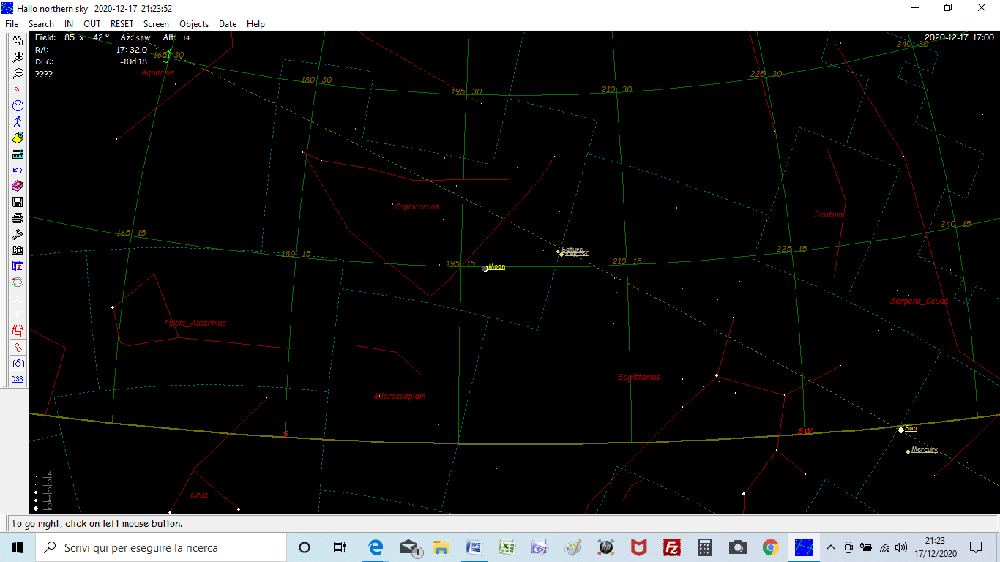 Hallo northern sky 2020-12-17 21:23:52
File Search IN OUT RESET Screen Objects Date Help
Field: 85 x 42 ° Az: ssw Alt: 14
2020-12-17 17:00
RA: 17: 32.0
DEC: -10d 18
????
165 30
Aquarius
180 30
195 30
210 30
225 30
240 30
Capricornus
Scutum
165 15
180 15
195 15
210 15
225 15
240 15
Saturn
Jupiter
Moon
Serpens_Cauda
Piscis_Austrinus
Sagittarius
Microscopium
S
SW
Sun
Mercury
Grus
4
3
2
1
0
GS
NO
DSS
To go right, click on left mouse button.
Scrivi qui per eseguire la ricerca
1
21:23
17/12/2020